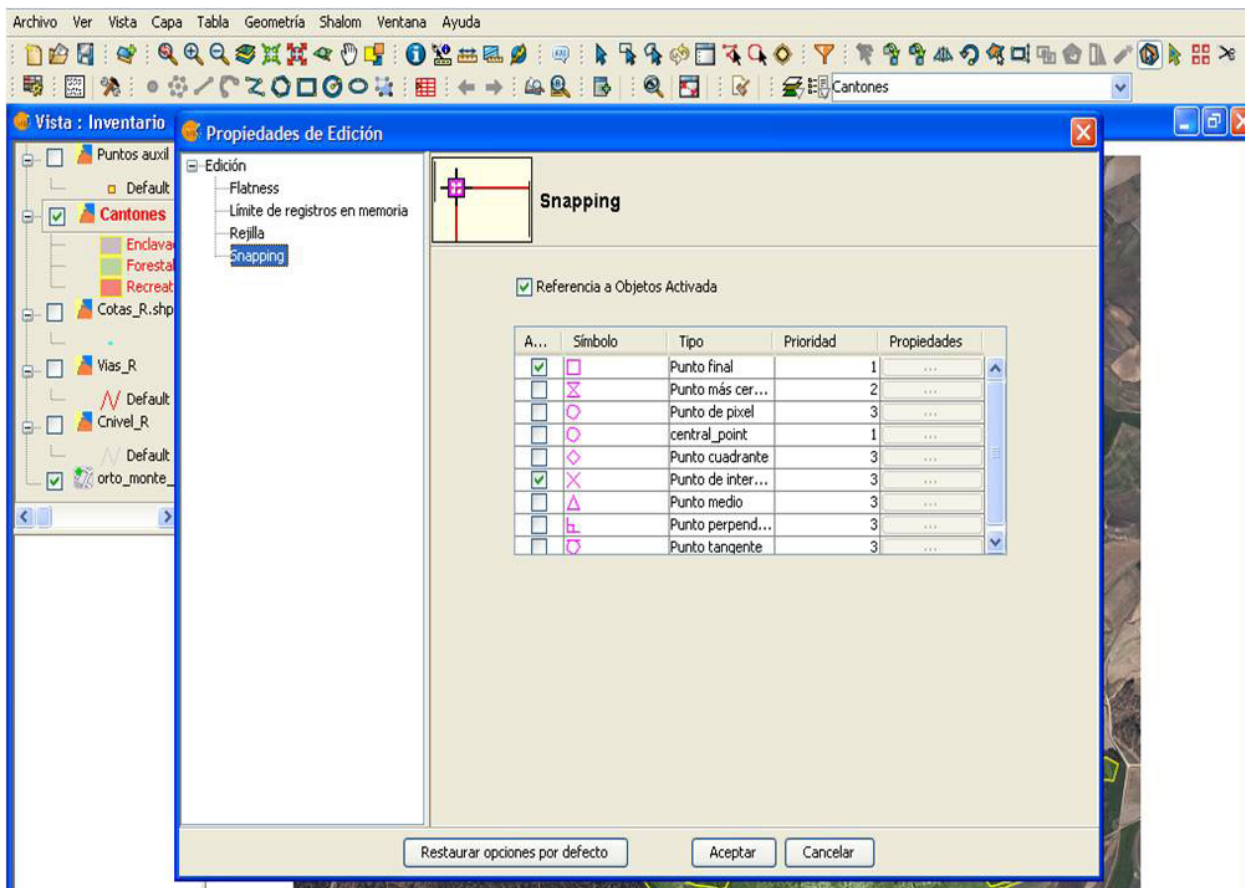 Archivo Ver Vista Capa Tabla Geometría Shalom Ventana Ayuda
Cantones
Vista : Inventario
Propiedades de Edición
Puntos auxil
Default
Cantones
Enclava
Forestal
Recreat
Cotas_R.shp
Vias_R
Default
Cnivel_R
Default
orto_monte_
Edición
Flatness
Límite de registros en memoria
Rejilla
Snapping
Snapping
Referencia a Objetos Activada
A... Símbolo Tipo Prioridad Propiedades
Punto final 1 ...
Punto más cer... 2 ...
Punto de pixel 3 ...
central_point 1 ...
Punto cuadrante 3 ...
Punto de inter... 3 ...
Punto medio 3 ...
Punto perpend... 3 ...
Punto tangente 3 ...
Restaurar opciones por defecto Aceptar Cancelar